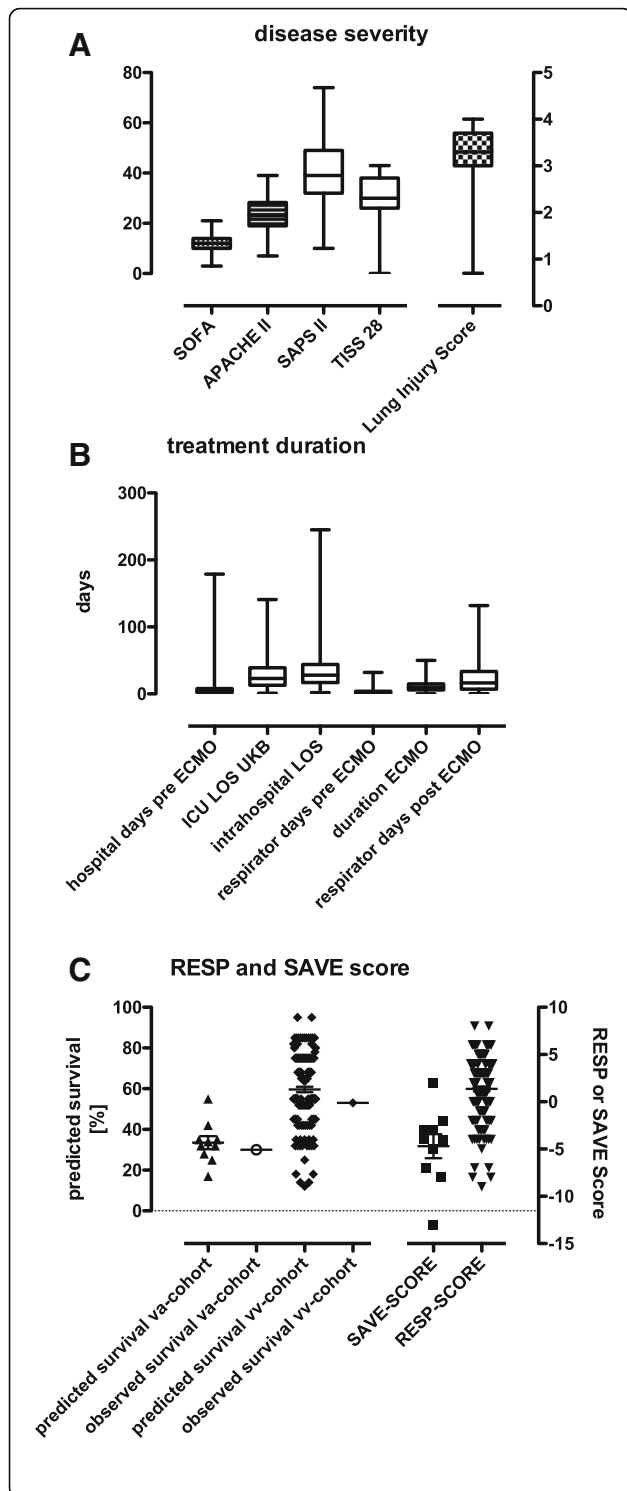 A
disease severity
80
60
40
20
0
5
4
3
2
1
0
SOFA
APACHE II
SAPS II
TISS 28
Lung Injury Score
B
treatment duration
days
300
200
100
0
hospital days pre ECMO
ICU LOS UKB
intrahospital LOS
respirator days pre ECMO
duration ECMO
respirator days post ECMO
C
RESP and SAVE score
predicted survival
[%]
100
80
60
40
20
0
10
5
0
-5
-10
-15
RESP or SAVE Score
predicted survival va-cohort
observed survival va-cohort
predicted survival vv-cohort
observed survival vv-cohort
SAVE-SCORE
RESP-SCORE